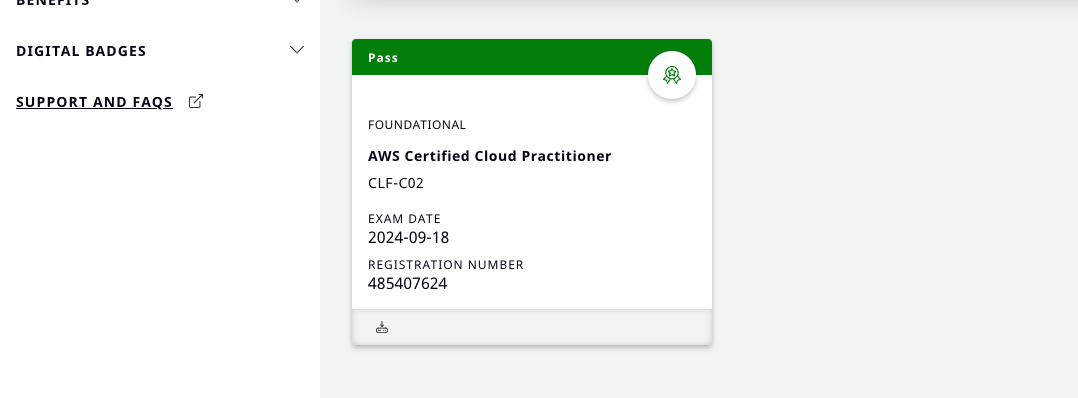 BENEFITS
DIGITAL BADGES
SUPPORT AND FAQS
Pass
FOUNDATIONAL
AWS Certified Cloud Practitioner
CLF-C02
EXAM DATE
2024-09-18
REGISTRATION NUMBER
485407624